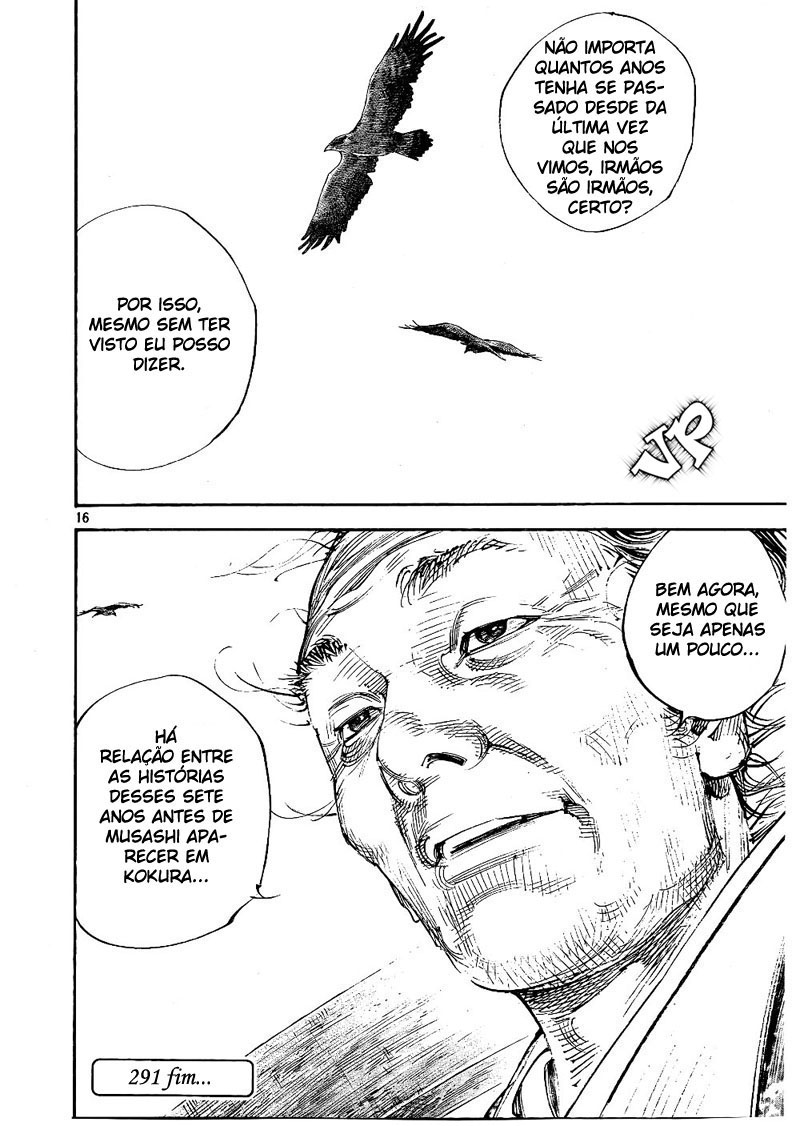 NÃO IMPORTA
QUANTOS ANOS
TENHA SE PAS-
SADO DESDE DA
ÚLTIMA VEZ
QUE NOS
VIMOS, IRMÃOS
SÃO IRMÃOS,
CERTO?
POR ISSO,
MESMO SEM TER
VISTO EU POSSO
DIZER.
VP
16
BEM AGORA,
MESMO QUE
SEJA APENAS
UM POUCO...
HÁ
RELAÇÃO ENTRE
AS HISTÓRIAS
DESSES SETE
ANOS ANTES DE
MUSASHI APA-
RECER EM
KOKURA...
291 fim...